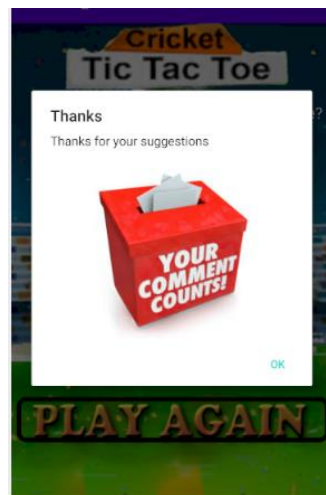 Cricket
Tic Tac Toe
?
Thanks
Thanks for your suggestions
YOUR
COMMENT
COUNTS!
OK
PLAY AGAIN